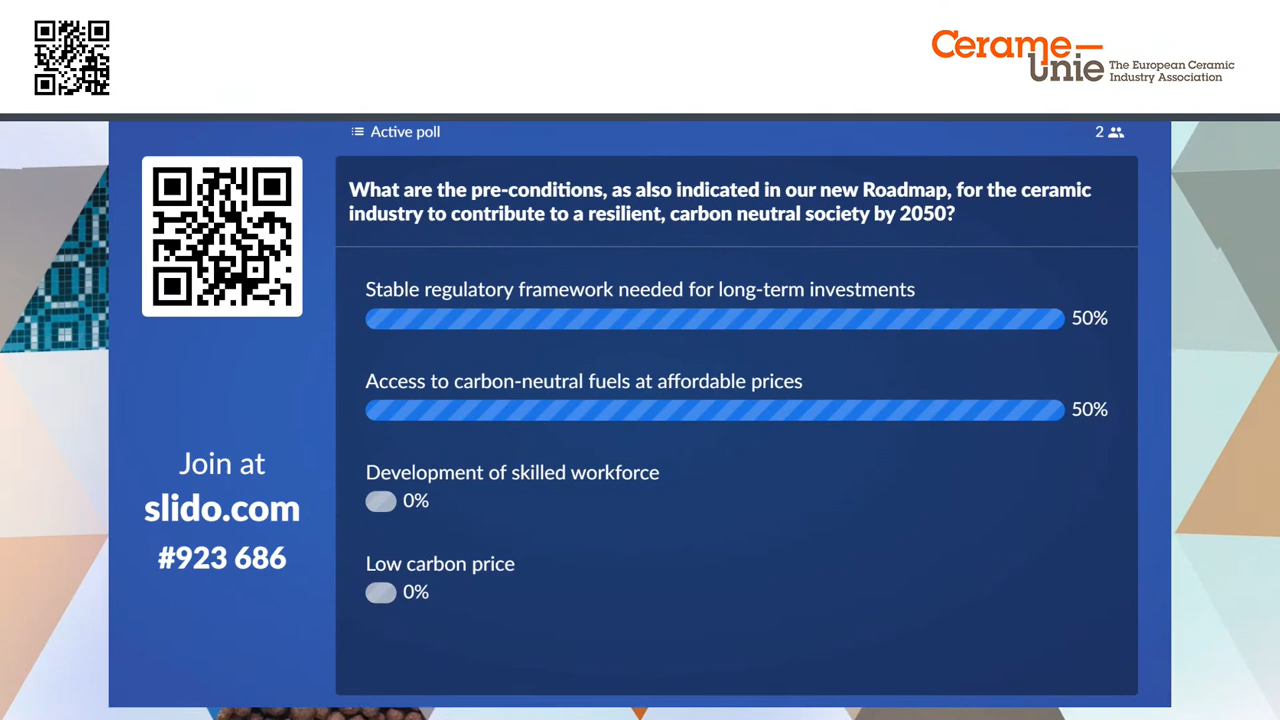 Cerame
Unie The European Ceramic
Industry Association
Active poll
2
What are the pre-conditions, as also indicated in our new Roadmap, for the ceramic
industry to contribute to a resilient, carbon neutral society by 2050?
Stable regulatory framework needed for long-term investments
50%
Access to carbon-neutral fuels at affordable prices
50%
Development of skilled workforce
0%
Low carbon price
0%
Join at
slido.com
#923 686